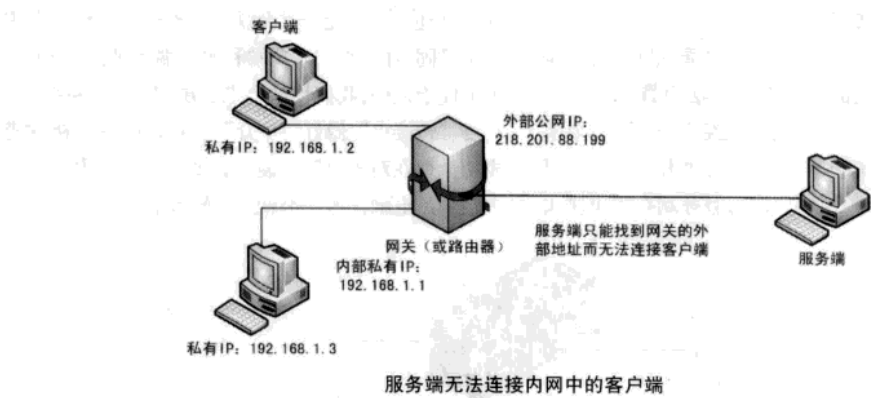 客户端
私有IP: 192.168.1.2
外部公网IP:
218.201.88.199
网关(或路由器)
内部私有IP:
192.168.1.1
服务端只能找到网关的外
部地址而无法连接客户端
服务端
私有IP: 192.168.1.3
服务端无法连接内网中的客户端